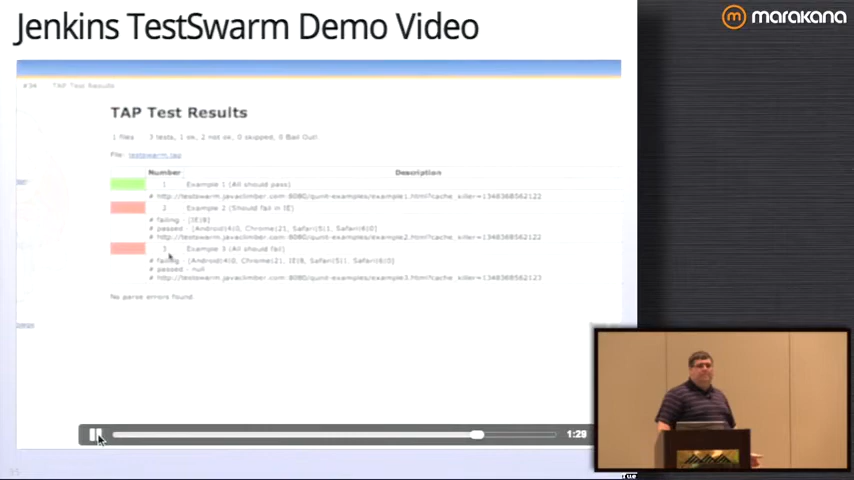 Jenkins TestSwarm Demo Video
marakana
#34 TAP Test Results
TAP Test Results
1 files 3 tests, 1 ok, 2 not ok, 0 skipped, 0 Bail Out!.
File: testswarm.tap
Number Description
1 Example 1 (All should pass)
# http://testswarm.javaclimber.com:8080/qunit-examples/example1.html?cache_killer=1348368562122
2 Example 2 (Should fail in IE)
# failing - [IE|8]
# passed - [Android|4|0, Chrome|21, Safari|5|1, Safari|6|0]
# http://testswarm.javaclimber.com:8080/qunit-examples/example2.html?cache_killer=1348368562122
3 Example 3 (All should fail)
# failing - [Android|4|0, Chrome|21, IE|8, Safari|5|1, Safari|6|0]
# passed - null
# http://testswarm.javaclimber.com:8080/qunit-examples/example3.html?cache_killer=1348368562123
No parse errors found.
1:29
35